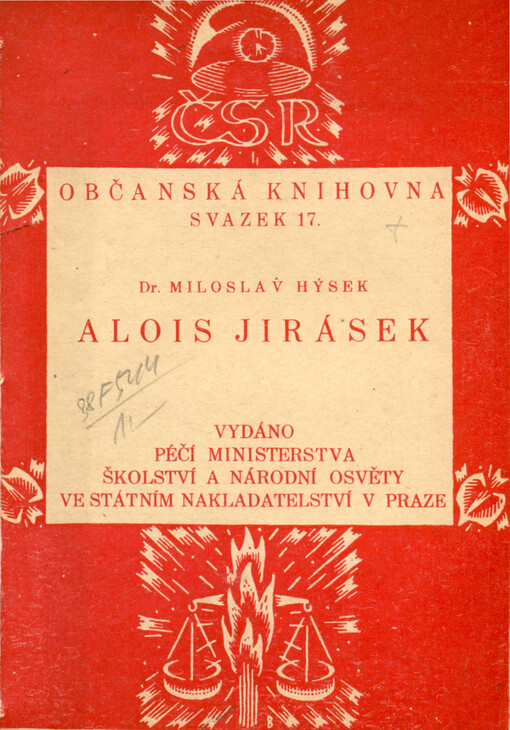 ČSR
OBČANSKÁ KNIHOVNA
SVAZEK 17.
Dr. MILOSLAV HÝSEK
ALOIS JIRÁSEK
VYDÁNO
PÉČÍ MINISTERSTVA
ŠKOLSTVÍ A NÁRODNÍ OSVĚTY
VE STÁTNÍM NAKLADATELSTVÍ V PRAZE
B